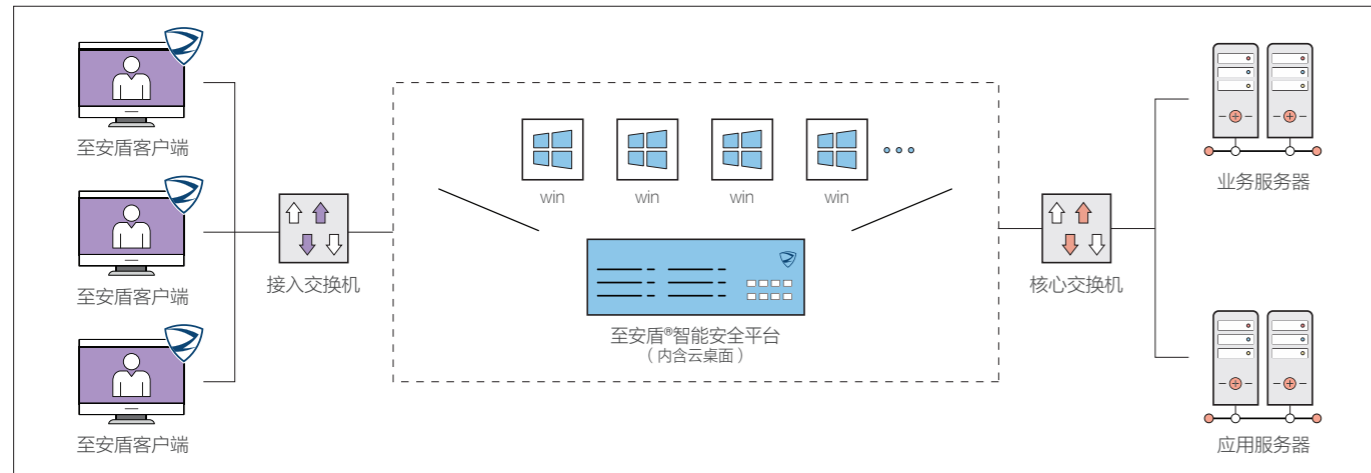 至安盾客户端
至安盾客户端
至安盾客户端
接入交换机
win
win
win
win
至安盾®智能安全平台
（内含云桌面）
核心交换机
业务服务器
应用服务器